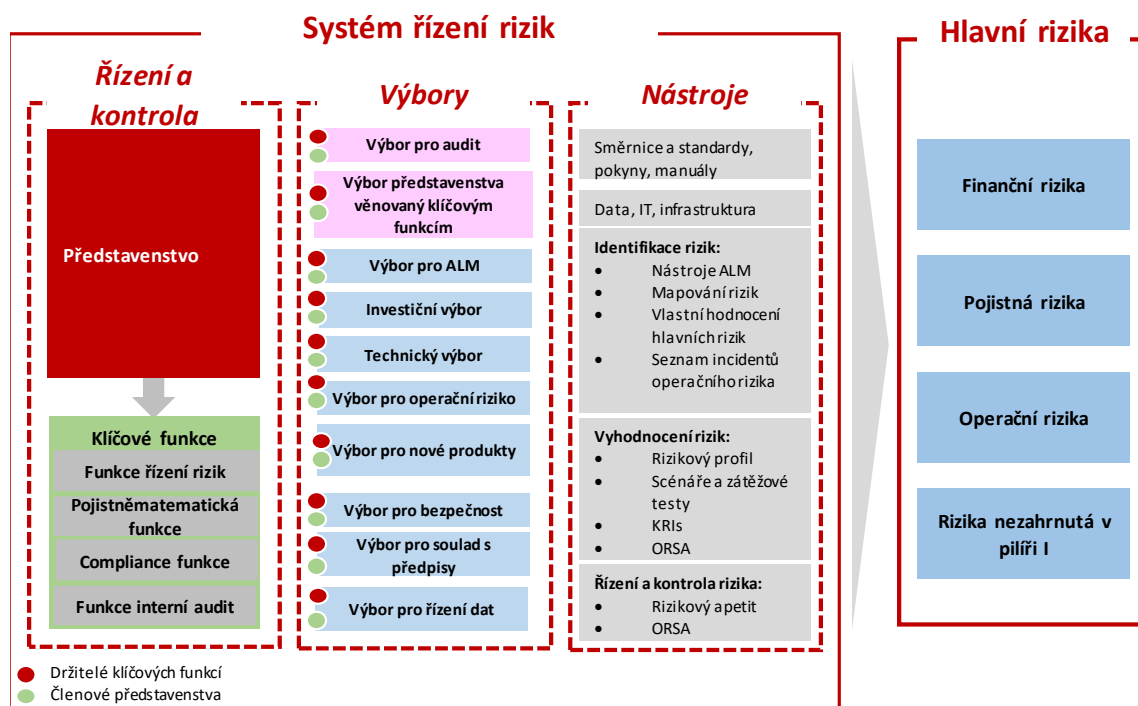 Systém řízení rizik
Hlavní rizika
Řízení a
kontrola
Představenstvo
Klíčové funkce
Funkce řízení rizik
Pojistněmatematická
funkce
Compliance funkce
Funkce interní audit
Výbory
Výbor pro audit
Výbor představenstva
věnovaný klíčovým
funkcím
Výbor pro ALM
Investiční výbor
Technický výbor
Výbor pro operační riziko
Výbor pro nové produkty
Výbor pro bezpečnost
Výbor pro soulad s
předpisy
Výbor pro řízení dat
Nástroje
Směrnice a standardy,
pokyny, manuály
Data, IT, infrastruktura
Identifikace rizik:
• Nástroje ALM
• Mapování rizik
• Vlastní hodnocení
hlavních rizik
• Seznam incidentů
operačního rizika
Vyhodnocení rizik:
• Rizikový profil
• Scénáře a zátěžové
testy
• KRIs
• ORSA
Řízení a kontrola rizika:
• Rizikový apetit
• ORSA
Finanční rizika
Pojistná rizika
Operační rizika
Rizika nezahrnutá v
pilíři I
Držitelé klíčových funkcí
Členové představenstva